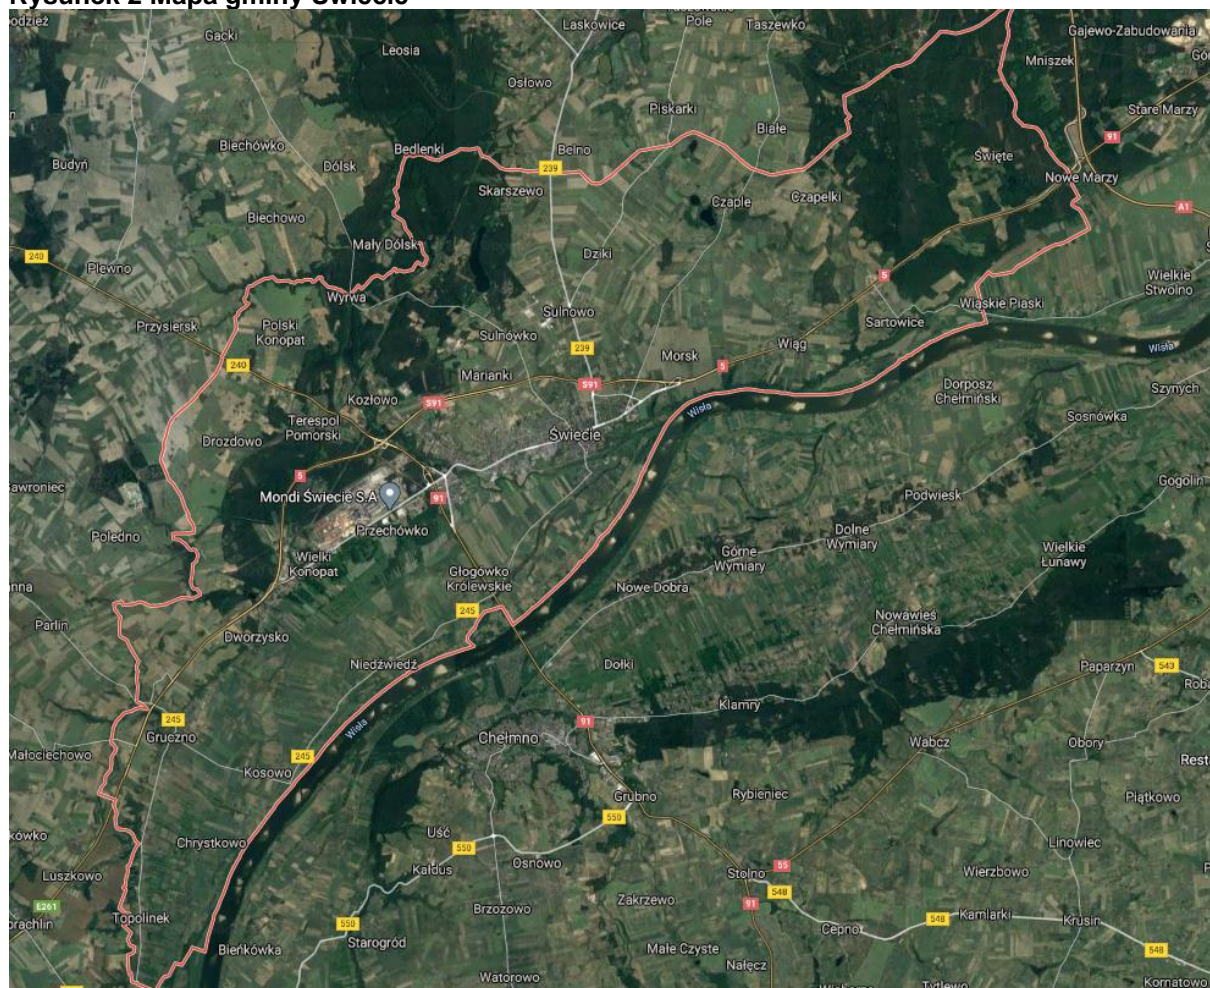 Rysunek 2 Mapa gminy Świecie
Laskowice
Pole
Taszewko
Gajewo-Zabudowania
Gacki
Leosia
Mniszek
Osłowo
Piskarki
Stare Marzy
Białe
91
Biechówko
Bedlenki
Belno
Budyń
Dólsk
239
Święte
Nowe Marzy
Skarszewo
Czaple
Czapelki
A1
Biechowo
Mały Dólsk
240
Dziki
Plewno
5
Wielkie
Stwolno
Wyrwa
Wiąskie Piaski
Sulnowo
Przysiersk
Polski
Konopat
Sulnówko
Sartowice
239
Morsk
Wiąg
Wisła
240
5
Marianki
S91
Dorposz
Chełmiński
Szynych
Kozłowo
S91
Wisła
Sosnówka
Terespol
Pomorski
Drozdowo
Świecie
5
Gogolin
Mondi Świecie S.A
91
Podwiesk
Przechówko
Dolne
Wymiary
Poledno
Górne
Wymiary
Wielkie
Łunawy
Wielki
Konopat
Głogówko
Królewskie
Nowe Dobra
245
Nowawieś
Chełmińska
Parlin
Dworzysko
Niedźwiedź
Dołki
Paparzyn
543
Klamry
245
Wisła
91
Gruczno
Chełmno
Wabcz
Obory
Małociechowo
245
Kosowo
Grubno
Rybieniec
Piątkowo
550
Uść
Chrystkowo
550
Linowiec
Osnowo
55
Kałdus
Luszkowo
Stolno
Wierzbowo
548
E261
Zakrzewo
91
Brzozowo
Topolinek
550
548
Kamlarki
Krusin
Cepno
Starogród
Bieńkówka
Małe Czyste
548
Nałęcz
Watorowo
Kornatowo